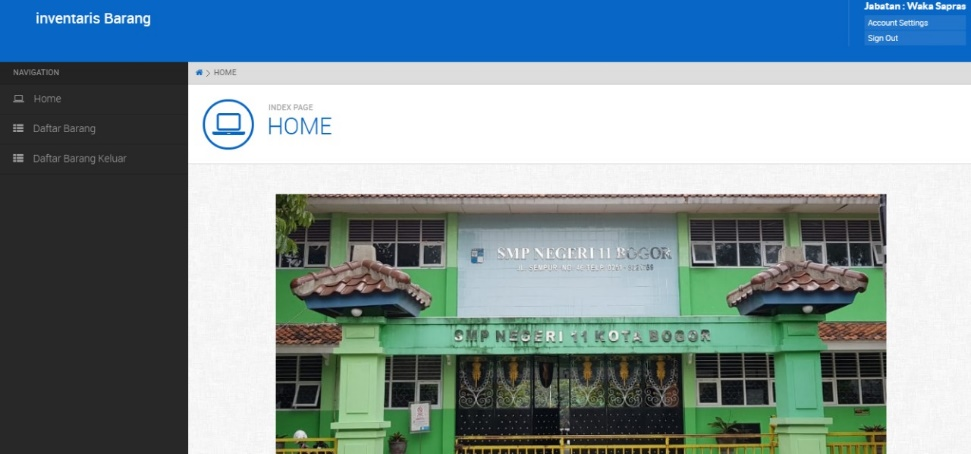 inventaris Barang
Jabatan : Waka Sapras
Account Settings
Sign Out
NAVIGATION
Home
Daftar Barang
Daftar Barang Keluar
HOME
INDEX PAGE
HOME
SMP NEGERI 11 BOGOR
SMP NEGERI 11 KOTA BOGOR